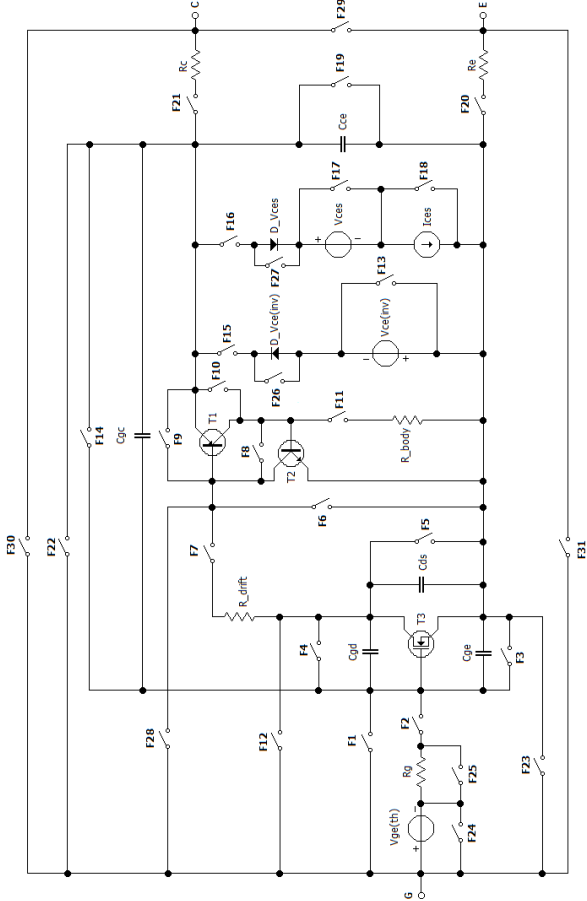 C
E
F29
Rc
Re
F19
F21
F20
Cce
F17
F18
F16
D_Vces
Vces
Ices
+
−
F27
F13
F15
D_Vce(inv)
Vce(inv)
−
+
F26
F10
T1
F11
F14
Cgc
F9
F8
T2
R_body
F6
F5
F30
F22
F7
Cds
F31
R_drift
T3
F4
Cgd
Cge
F3
F28
F12
F1
F2
Rg
F25
F23
Vge(th)
−
+
F24
G